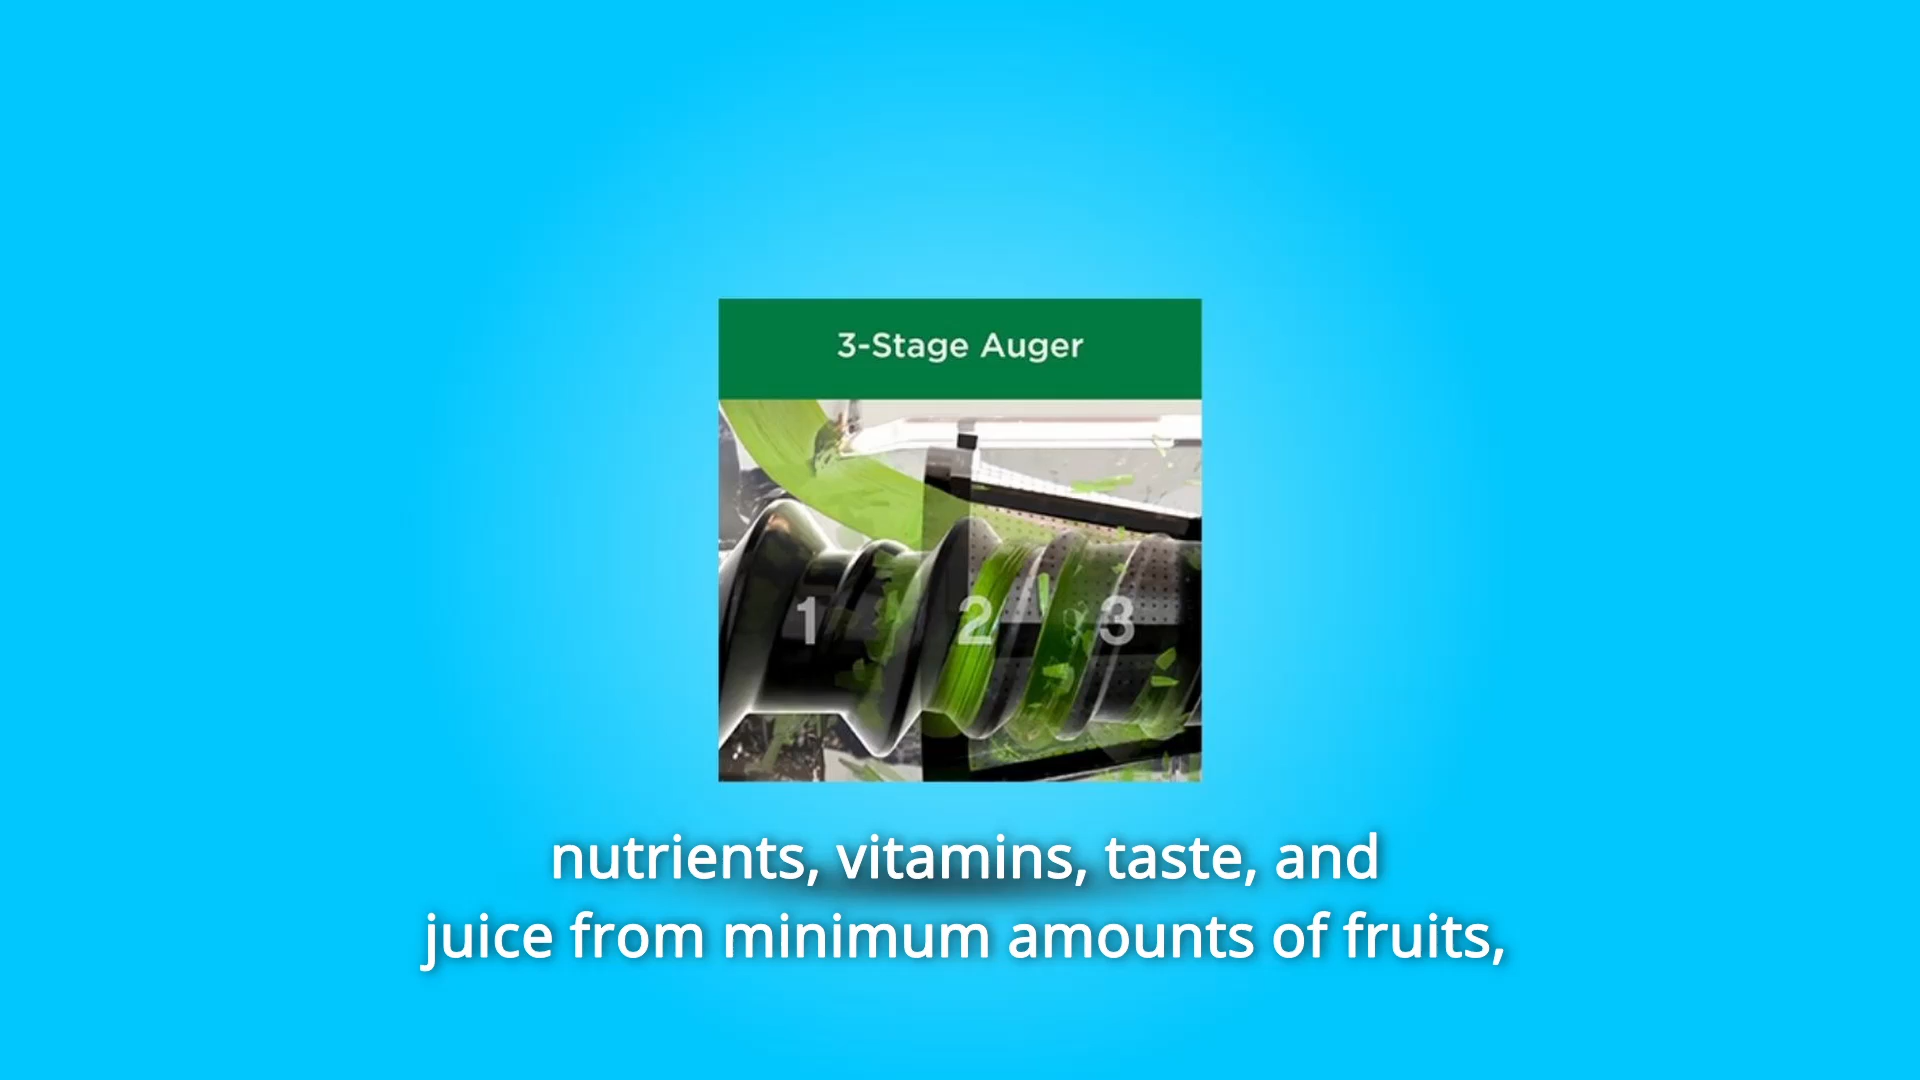 3-Stage Auger
1 2 3
nutrients, vitamins, taste, and
juice from minimum amounts of fruits,